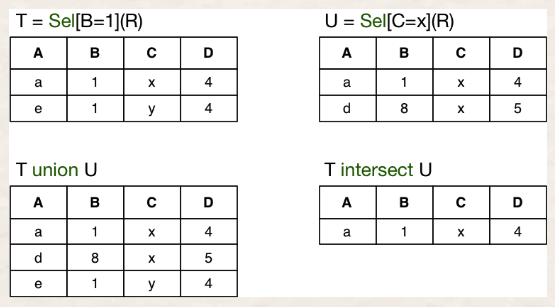 T = Sel[B=1](R)
A B C D
a 1 x 4
e 1 y 4
U = Sel[C=x](R)
A B C D
a 1 x 4
d 8 x 5
T union U
A B C D
a 1 x 4
d 8 x 5
e 1 y 4
T intersect U
A B C D
a 1 x 4